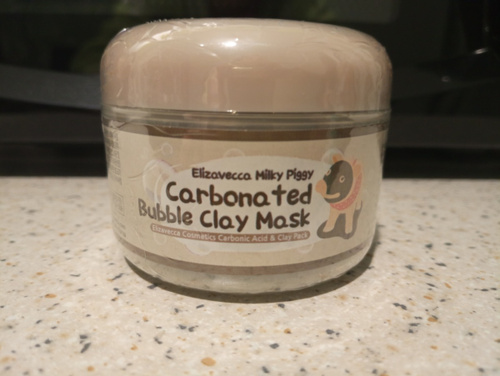 Elizavecca Milky Piggy
Carbonated
Bubble Clay Mask
Elizavecca Cosmetics Carbonic Acid & Clay Pack